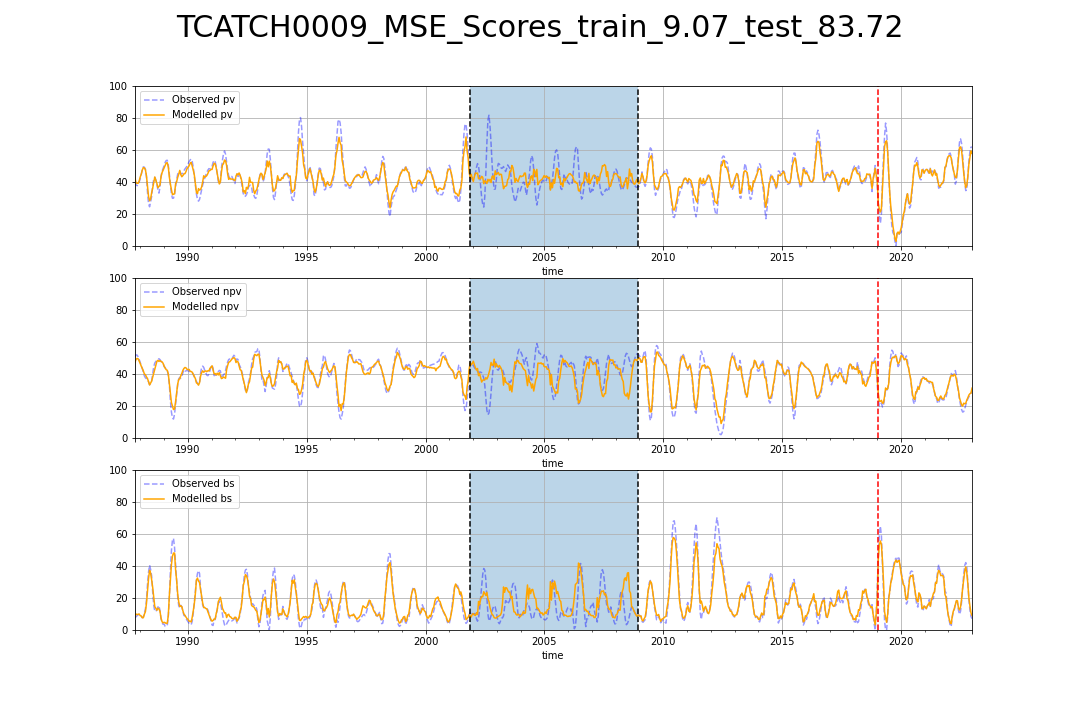 TCATCH0009_MSE_Scores_train_9.07_test_83.72
100
80
60
40
20
0
Observed pv
Modelled pv
1990 1995 2000 2005 2010 2015 2020
time
100
80
60
40
20
0
Observed npv
Modelled npv
1990 1995 2000 2005 2010 2015 2020
time
100
80
60
40
20
0
Observed bs
Modelled bs
1990 1995 2000 2005 2010 2015 2020
time